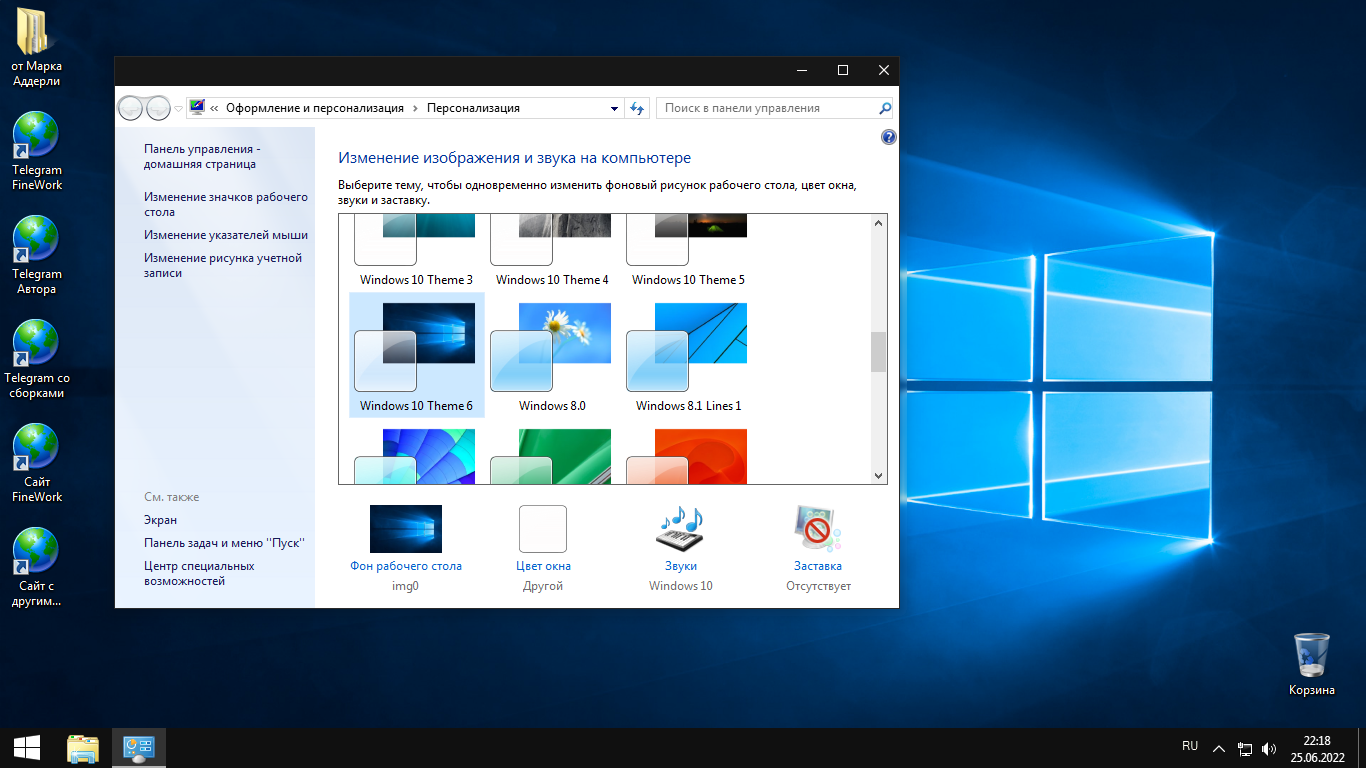 от Марка
Аддерли
Telegram
FineWork
Telegram
Автора
Telegram со
сборками
Сайт
FineWork
Сайт с
другим...
« Оформление и персонализация › Персонализация
Поиск в панели управления
Панель управления -
домашняя страница
Изменение значков рабочего
стола
Изменение указателей мыши
Изменение рисунка учетной
записи
См. также
Экран
Панель задач и меню "Пуск"
Центр специальных
возможностей
Изменение изображения и звука на компьютере
Выберите тему, чтобы одновременно изменить фоновый рисунок рабочего стола, цвет окна,
звуки и заставку.
Windows 10 Theme 3 Windows 10 Theme 4 Windows 10 Theme 5
Windows 10 Theme 6 Windows 8.0 Windows 8.1 Lines 1
Фон рабочего стола Цвет окна Звуки Заставка
img0 Другой Windows 10 Отсутствует
Корзина
RU
22:18
25.06.2022